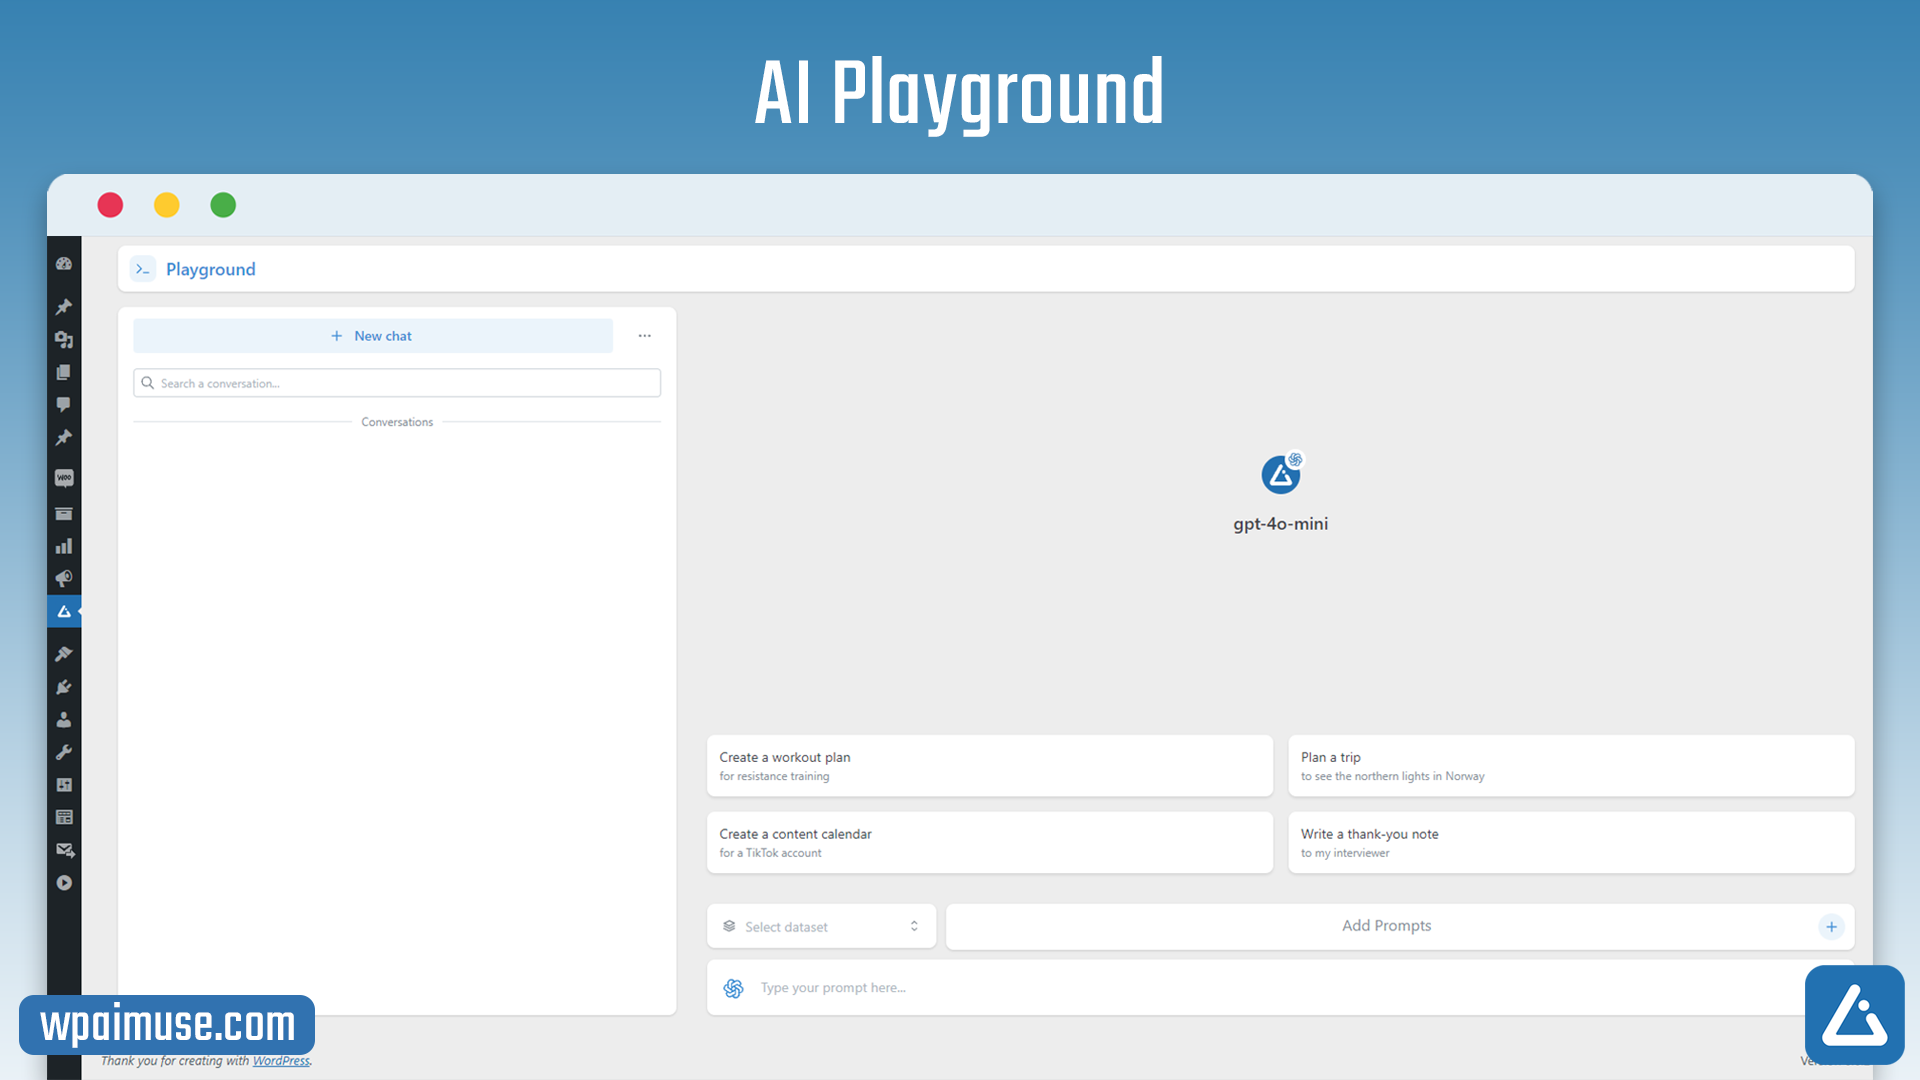 AI Playground
Playground
New chat
Search a conversation...
Conversations
gpt-4o-mini
Create a workout plan
for resistance training
Plan a trip
to see the northern lights in Norway
Create a content calendar
for a TikTok account
Write a thank-you note
to my interviewer
Select dataset
Add Prompts
Type your prompt here...
wpaimuse.com
Thank you for creating with WordPress.
woo